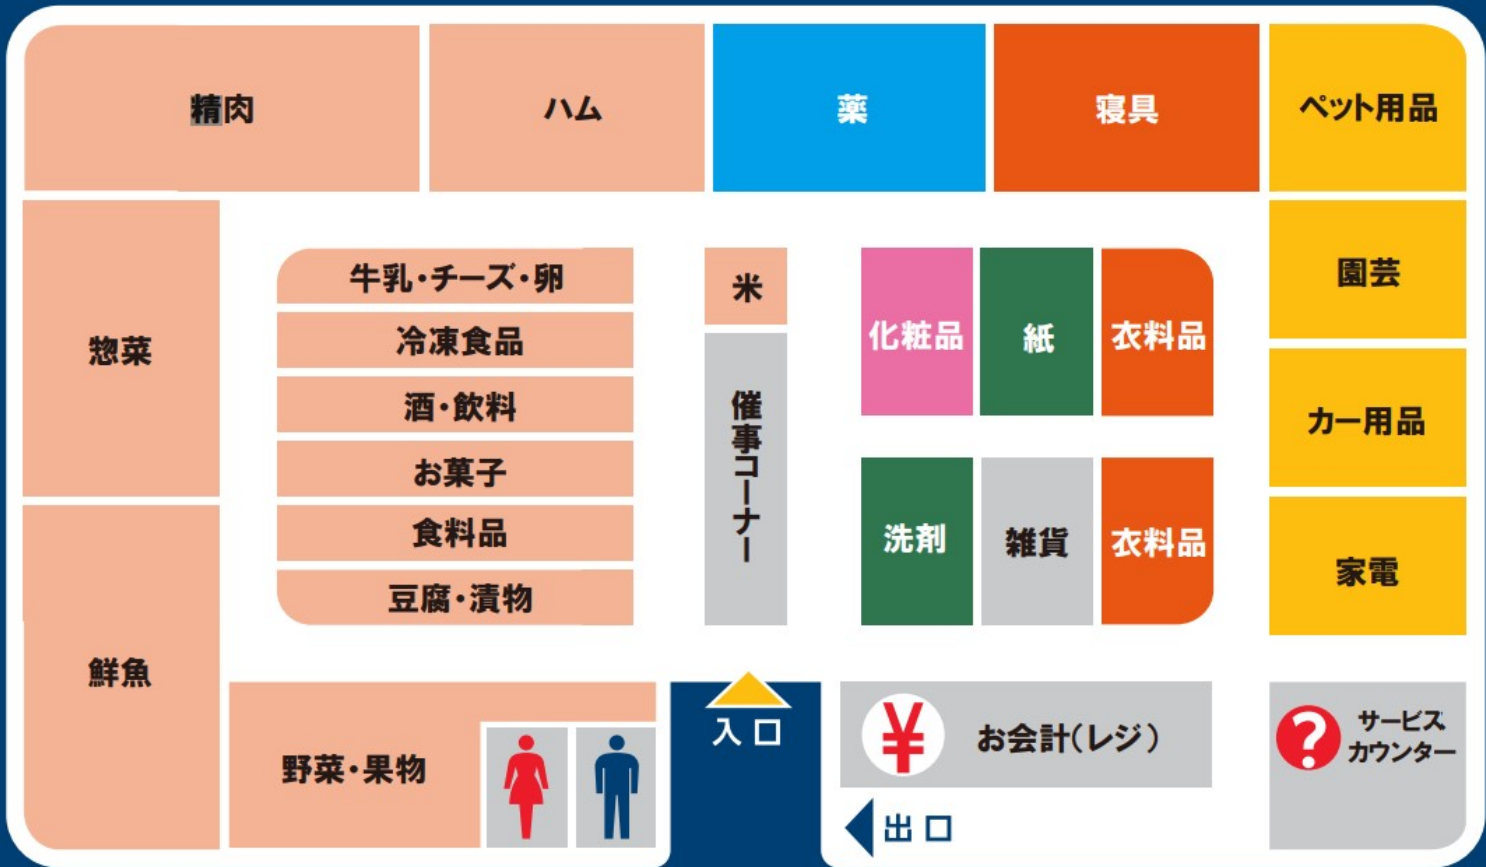 精肉
ハム
薬
寝具
ペット用品
惣菜
牛乳・チーズ・卵
冷凍食品
酒・飲料
お菓子
食料品
豆腐・漬物
米
催事コーナー
化粧品
紙
衣料品
洗剤
雑貨
衣料品
園芸
カー用品
家電
鮮魚
野菜・果物
入口
¥
お会計(レジ)
出口
?
サービス
カウンター